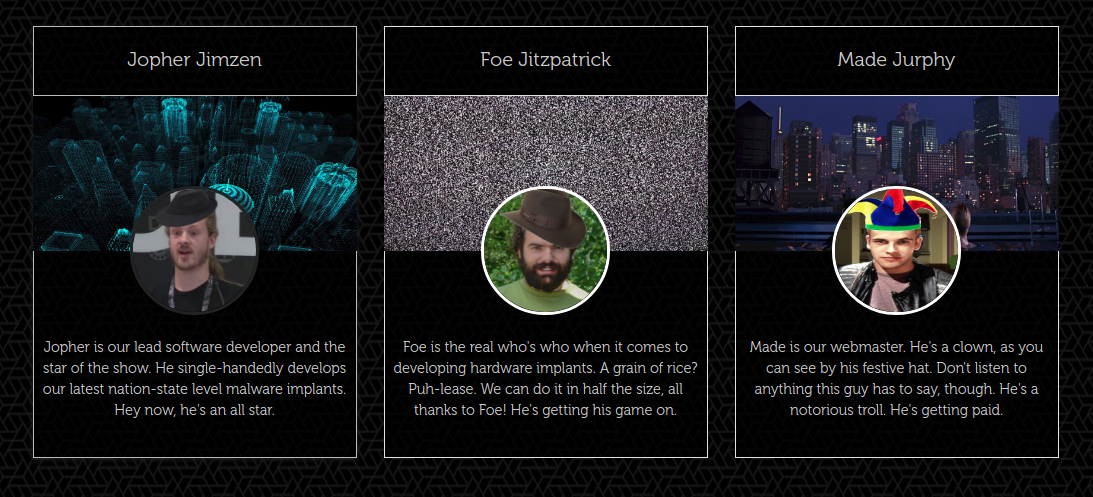 Jopher Jimzen
Jopher is our lead software developer and the
star of the show. He single-handedly develops
our latest nation-state level malware implants.
Hey now, he's an all star.
Foe Jitzpatrick
Foe is the real who's who when it comes to
developing hardware implants. A grain of rice?
Puh-lease. We can do it in half the size, all
thanks to Foe! He's getting his game on.
Made Jurphy
Made is our webmaster. He's a clown, as you
can see by his festive hat. Don't listen to
anything this guy has to say, though. He's a
notorious troll. He's getting paid.